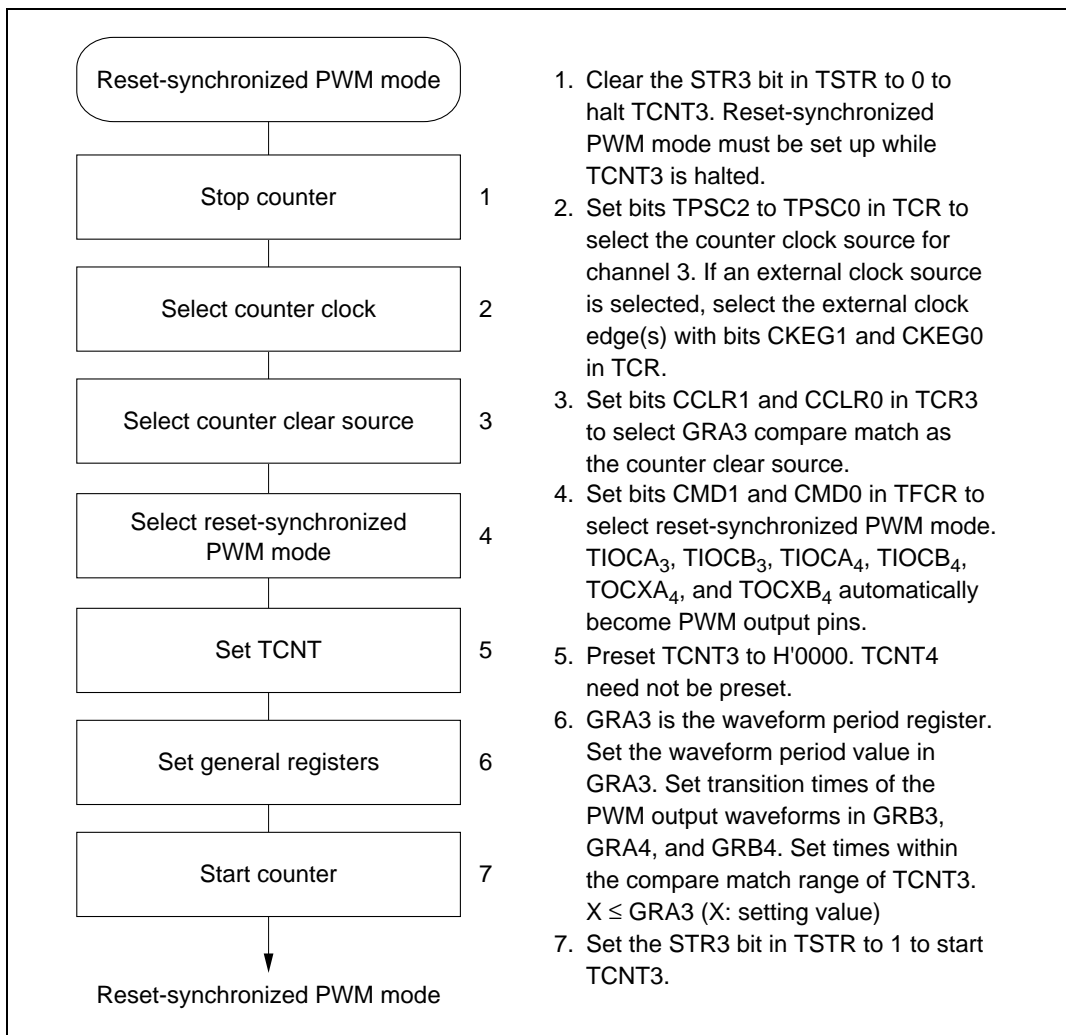 Reset-synchronized PWM mode
Stop counter
1
Select counter clock
2
Select counter clear source
3
Select reset-synchronized
PWM mode
4
Set TCNT
5
Set general registers
6
Start counter
7
Reset-synchronized PWM mode
1. Clear the STR3 bit in TSTR to 0 to
halt TCNT3. Reset-synchronized
PWM mode must be set up while
TCNT3 is halted.
2. Set bits TPSC2 to TPSC0 in TCR to
select the counter clock source for
channel 3. If an external clock source
is selected, select the external clock
edge(s) with bits CKEG1 and CKEG0
in TCR.
3. Set bits CCLR1 and CCLR0 in TCR3
to select GRA3 compare match as
the counter clear source.
4. Set bits CMD1 and CMD0 in TFCR to
select reset-synchronized PWM mode.
TIOCA₃, TIOCB₃, TIOCA₄, TIOCB₄,
TOCXA₄, and TOCXB₄ automatically
become PWM output pins.
5. Preset TCNT3 to H'0000. TCNT4
need not be preset.
6. GRA3 is the waveform period register.
Set the waveform period value in
GRA3. Set transition times of the
PWM output waveforms in GRB3,
GRA4, and GRB4. Set times within
the compare match range of TCNT3.
X ≤ GRA3 (X: setting value)
7. Set the STR3 bit in TSTR to 1 to start
TCNT3.